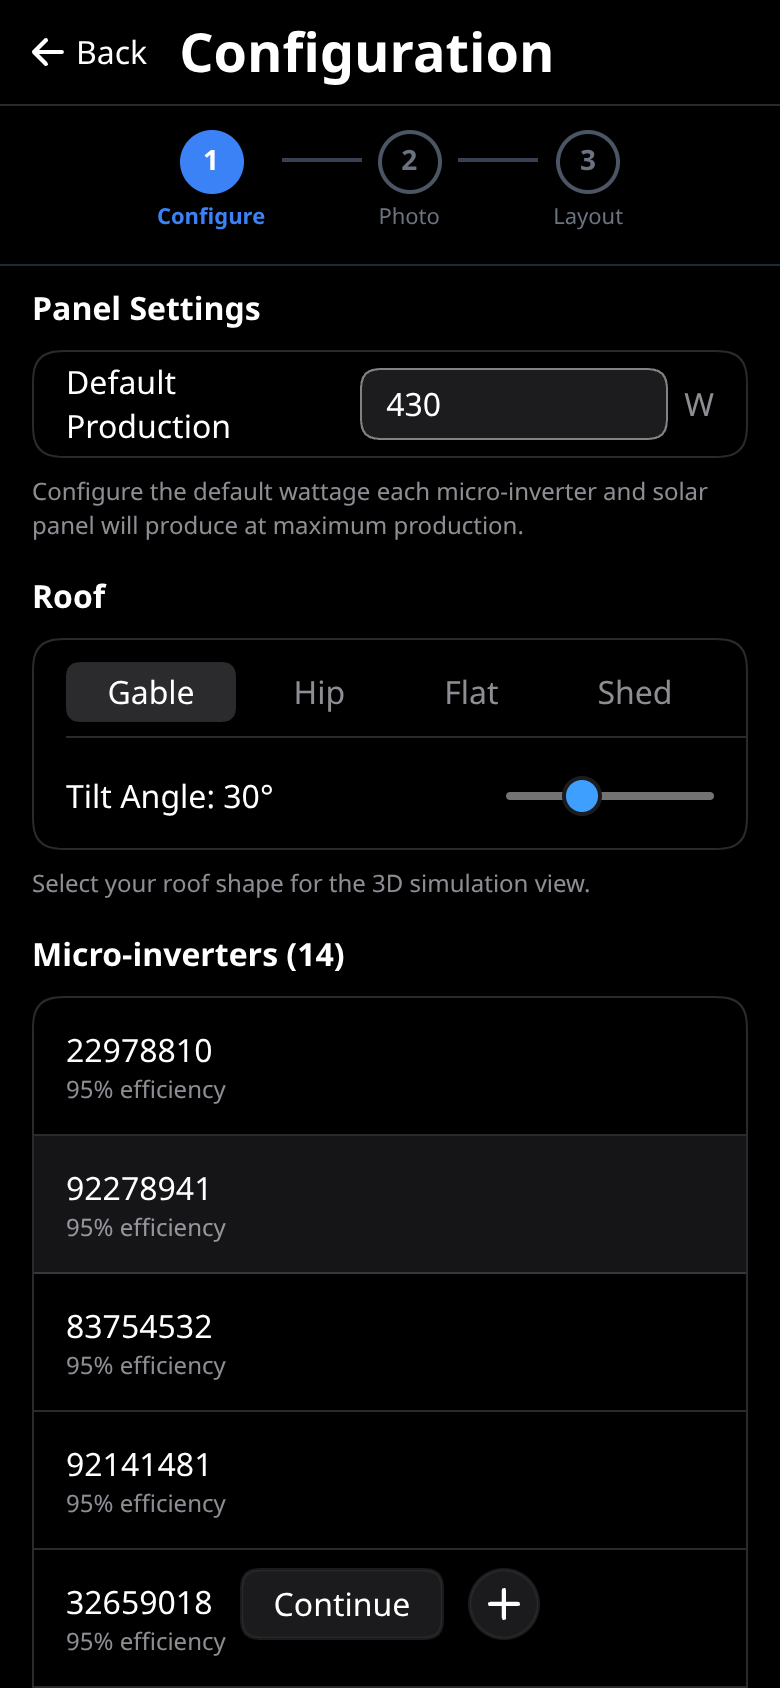 Back Configuration
1 2 3
Configure Photo Layout
Panel Settings
Default
Production
430 W
Configure the default wattage each micro-inverter and solar
panel will produce at maximum production.
Roof
Gable Hip Flat Shed
Tilt Angle: 30°
Select your roof shape for the 3D simulation view.
Micro-inverters (14)
22978810
95% efficiency
92278941
95% efficiency
83754532
95% efficiency
92141481
95% efficiency
32659018
95% efficiency
Continue